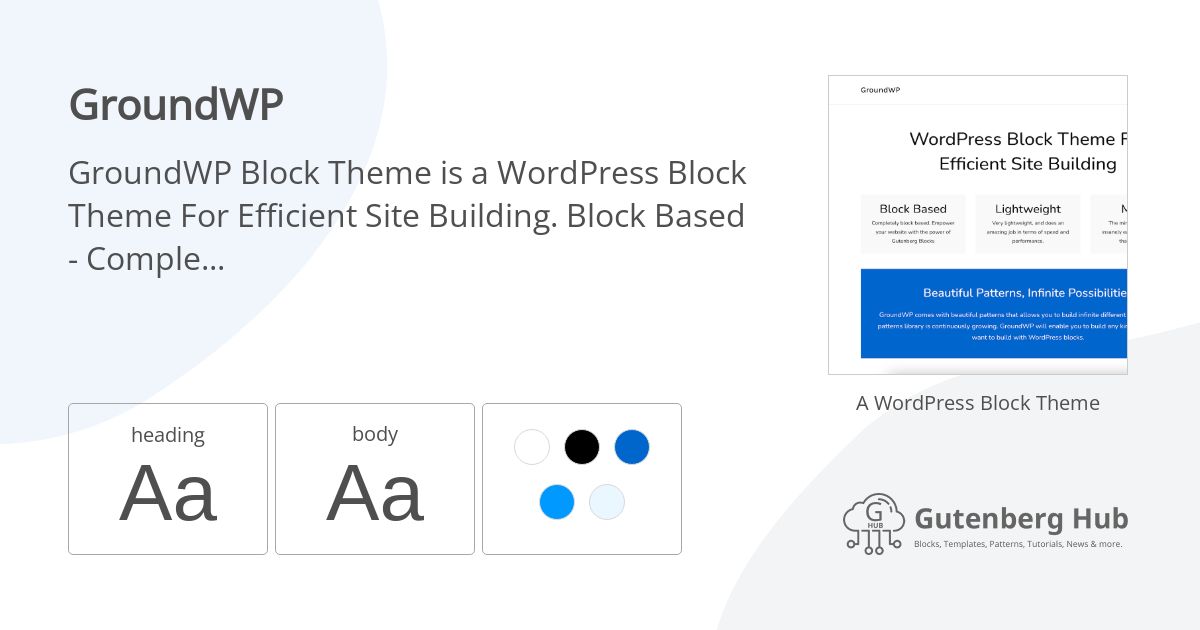 GroundWP
GroundWP Block Theme is a WordPress Block
Theme For Efficient Site Building. Block Based
- Comple...
heading
Aa
body
Aa
GroundWP
WordPress Block Theme F
Efficient Site Building
Block Based
Completely block based. Empower
your website with the power of
Gutenberg Blocks
Lightweight
Very lightweight, and does an
amazing job in terms of speed and
performance.
M
The min
insanely e
tha
Beautiful Patterns, Infinite Possibilitie
GroundWP comes with beautiful patterns that allows you to build infinite different
patterns library is continuously growing. GroundWP will enable you to build any kin
want to build with WordPress blocks.
A WordPress Block Theme
G
HUB
Gutenberg Hub
Blocks, Templates, Patterns, Tutorials, News & more.